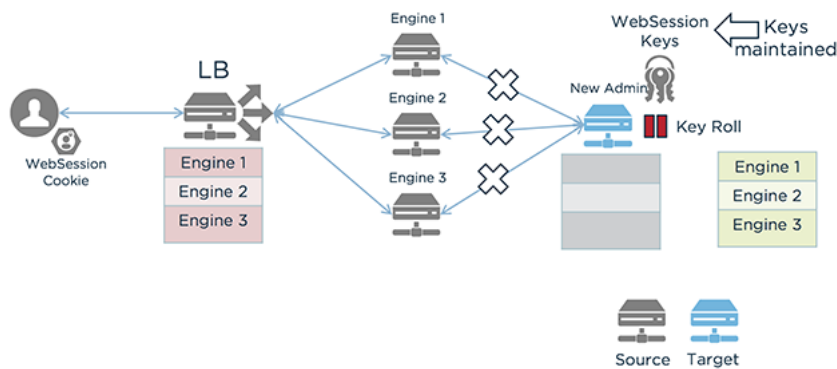 Engine 1
WebSession
Keys
Keys
maintained
LB
Engine 2
New Admin
Key Roll
WebSession
Cookie
Engine 1
Engine 2
Engine 3
Engine 3
Engine 1
Engine 2
Engine 3
Source
Target